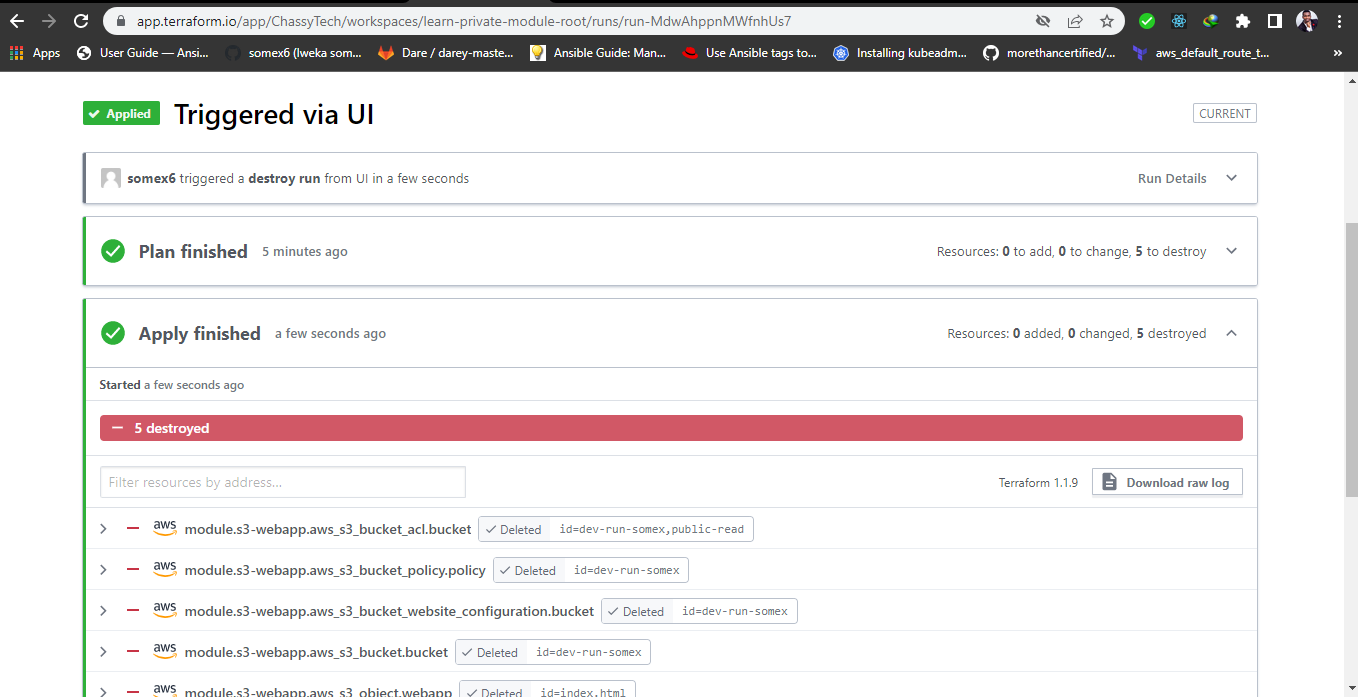 app.terraform.io/app/ChassyTech/workspaces/learn-private-module-root/runs/run-MdwAhppnMWfnhUs7
Apps User Guide — Ansi... somex6 (Iweka som... Dare / darey-maste... Ansible Guide: Man... Use Ansible tags to... Installing kubeadm... morethancertified/... aws_default_route_t... »
Applied Triggered via UI CURRENT
somex6 triggered a destroy run from UI in a few seconds Run Details
Plan finished 5 minutes ago Resources: 0 to add, 0 to change, 5 to destroy
Apply finished a few seconds ago Resources: 0 added, 0 changed, 5 destroyed
Started a few seconds ago
5 destroyed
Filter resources by address... Terraform 1.1.9 Download raw log
aws module.s3-webapp.aws_s3_bucket_acl.bucket Deleted id=dev-run-somex,public-read
aws module.s3-webapp.aws_s3_bucket_policy.policy Deleted id=dev-run-somex
aws module.s3-webapp.aws_s3_bucket_website_configuration.bucket Deleted id=dev-run-somex
aws module.s3-webapp.aws_s3_bucket.bucket Deleted id=dev-run-somex
aws module.s3-webapp.aws_s3_object.webapp Deleted id=index.html